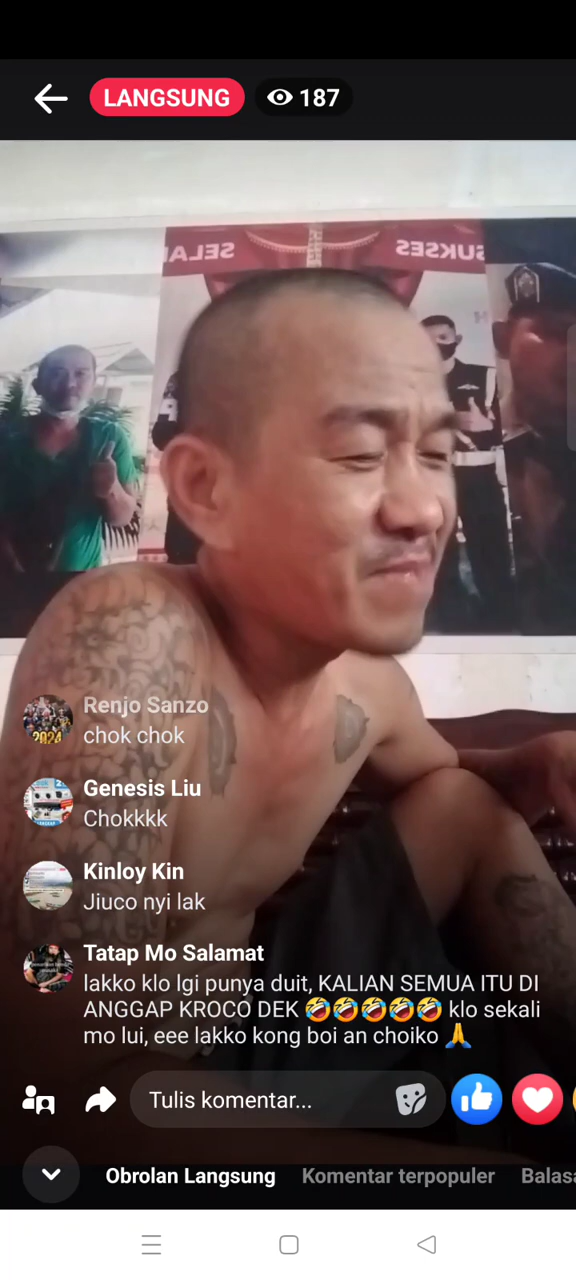 LANGSUNG
187
SELA
SUKSES
2024
Renjo Sanzo
chok chok
Genesis Liu
Chokkkk
Kinloy Kin
Jiuco nyi lak
Tatap Mo Salamat
lakko klo lgi punya duit, KALIAN SEMUA ITU DI
ANGGAP KROCO DEK 🤣🤣🤣🤣🤣 klo sekali
mo lui, eee lakko kong boi an choiko 🙏
Tulis komentar...
Obrolan Langsung
Komentar terpopuler
Balasa